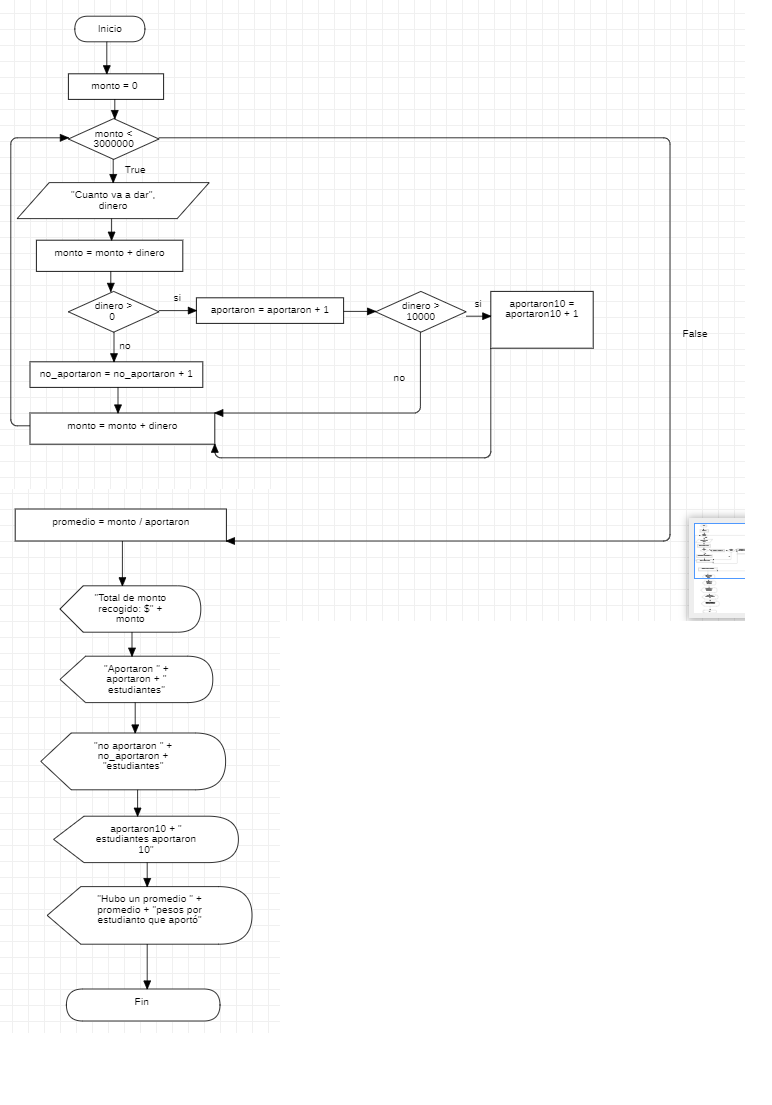 Inicio
monto = 0
monto <
3000000
True
"Cuanto va a dar",
dinero
monto = monto + dinero
dinero >
0
si
aportaron = aportaron + 1
dinero >
10000
si
aportaron10 =
aportaron10 + 1
False
no
no_aportaron = no_aportaron + 1
no
monto = monto + dinero
promedio = monto / aportaron
"Total de monto
recogido: $" +
monto
"Aportaron " +
aportaron + "
estudiantes"
"no aportaron " +
no_aportaron +
"estudiantes"
aportaron10 + "
estudiantes aportaron
10"
"Hubo un promedio " +
promedio + "pesos por
estudianto que aportó"
Fin